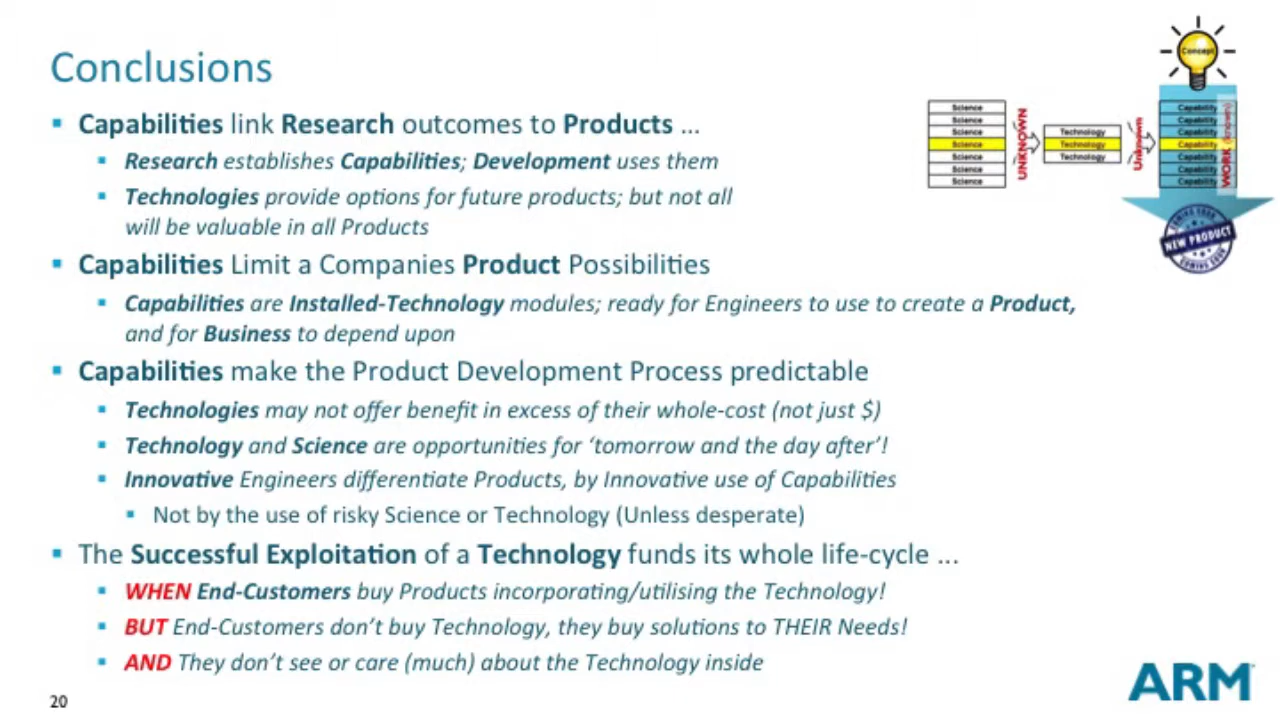 Conclusions
▪ Capabilities link Research outcomes to Products …
▪ Research establishes Capabilities; Development uses them
▪ Technologies provide options for future products; but not all
will be valuable in all Products
▪ Capabilities Limit a Companies Product Possibilities
▪ Capabilities are Installed-Technology modules; ready for Engineers to use to create a Product,
and for Business to depend upon
▪ Capabilities make the Product Development Process predictable
▪ Technologies may not offer benefit in excess of their whole-cost (not just $)
▪ Technology and Science are opportunities for ‘tomorrow and the day after’!
▪ Innovative Engineers differentiate Products, by Innovative use of Capabilities
▪ Not by the use of risky Science or Technology (Unless desperate)
▪ The Successful Exploitation of a Technology funds its whole life-cycle ...
▪ WHEN End-Customers buy Products incorporating/utilising the Technology!
▪ BUT End-Customers don’t buy Technology, they buy solutions to THEIR Needs!
▪ AND They don’t see or care (much) about the Technology inside
Concept
Science
Science
Science
Science
Science
Science
Science
UNKNOWN
Technology
Technology
Technology
Unknown
Capability
Capability
Capability
Capability
Capability
Capability
Capability
WORK (known)
COMING SOON
NEW PRODUCT
COMING SOON
20
ARM